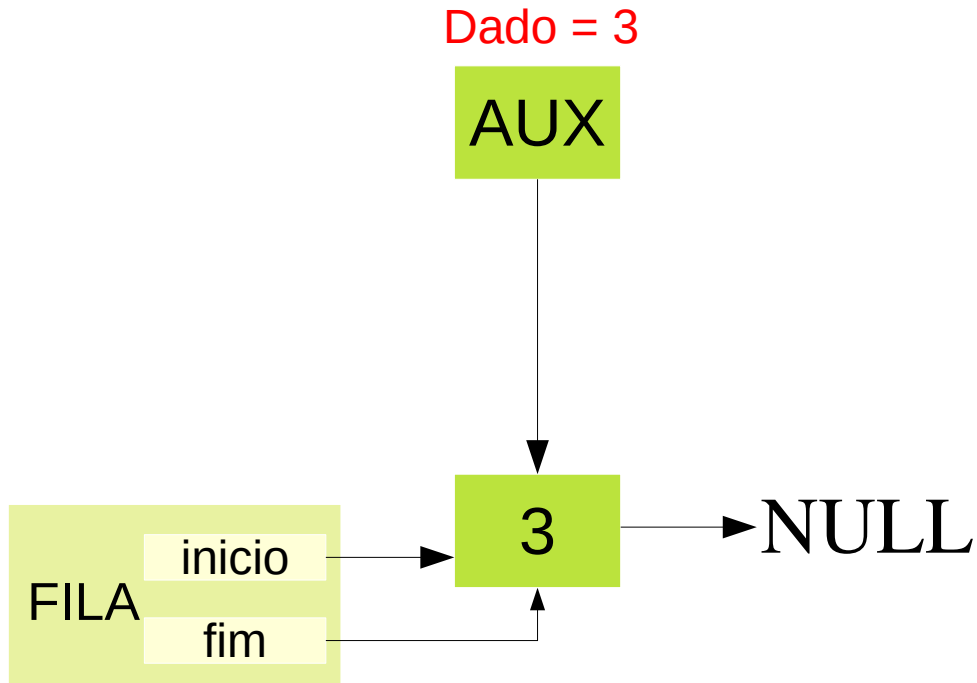 Dado = 3
AUX
3
NULL
inicio
FILA
fim